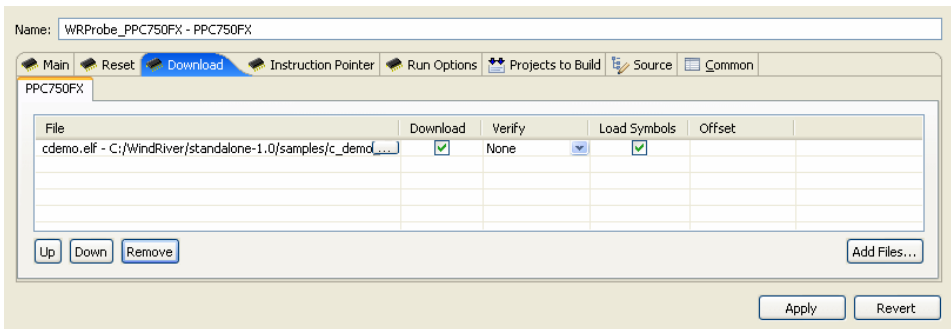 Name: WRProbe_PPC750FX - PPC750FX
Main Reset Download Instruction Pointer Run Options Projects to Build Source Common
PPC750FX
File Download Verify Load Symbols Offset
cdemo.elf - C:/WindRiver/standalone-1.0/samples/c_demo ... None
Up Down Remove Add Files...
Apply Revert